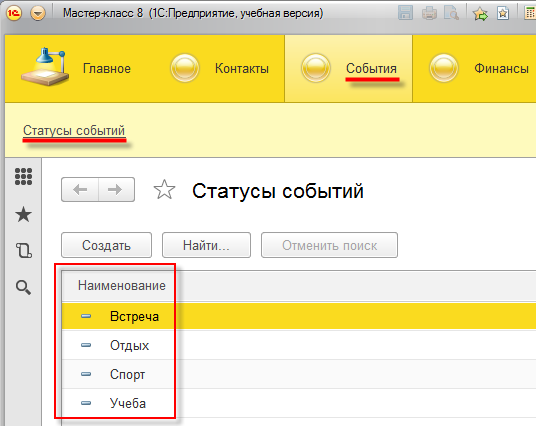 Мастер-класс 8 (1С:Предприятие, учебная версия)
Главное Контакты События Финансы
Статусы событий
Статусы событий
Создать Найти... Отменить поиск
Наименование
Встреча
Отдых
Спорт
Учеба